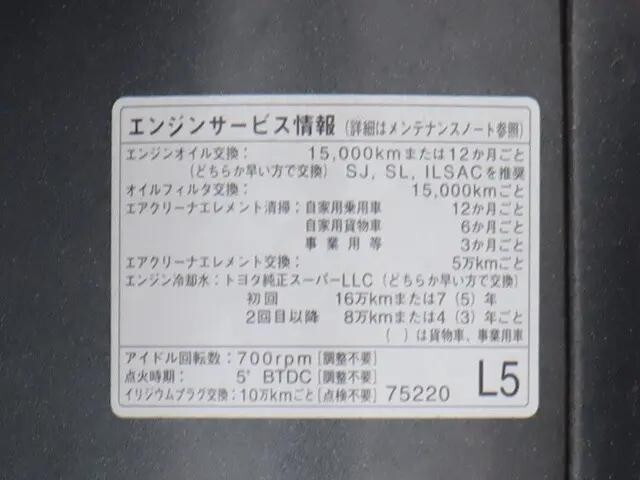 エンジンサービス情報 (詳細はメンテナンスノート参照)
エンジンオイル交換: 15,000kmまたは12か月ごと
(どちらか早い方で交換) SJ, SL, ILSACを推奨
オイルフィルタ交換: 15,000kmごと
エアクリーナエレメント清掃: 自家用乗用車 12か月ごと
自家用貨物車 6か月ごと
事業用等 3か月ごと
エアクリーナエレメント交換: 5万kmごと
エンジン冷却水: トヨタ純正スーパーLLC (どちらか早い方で交換)
初回 16万kmまたは7 (5) 年
2回目以降 8万kmまたは4 (3) 年ごと
( ) は貨物車、事業用車
アイドル回転数: 700rpm [調整不要]
点火時期: 5° BTDC [調整不要]
イリジウムプラグ交換: 10万kmごと [点検不要] 75220
L5